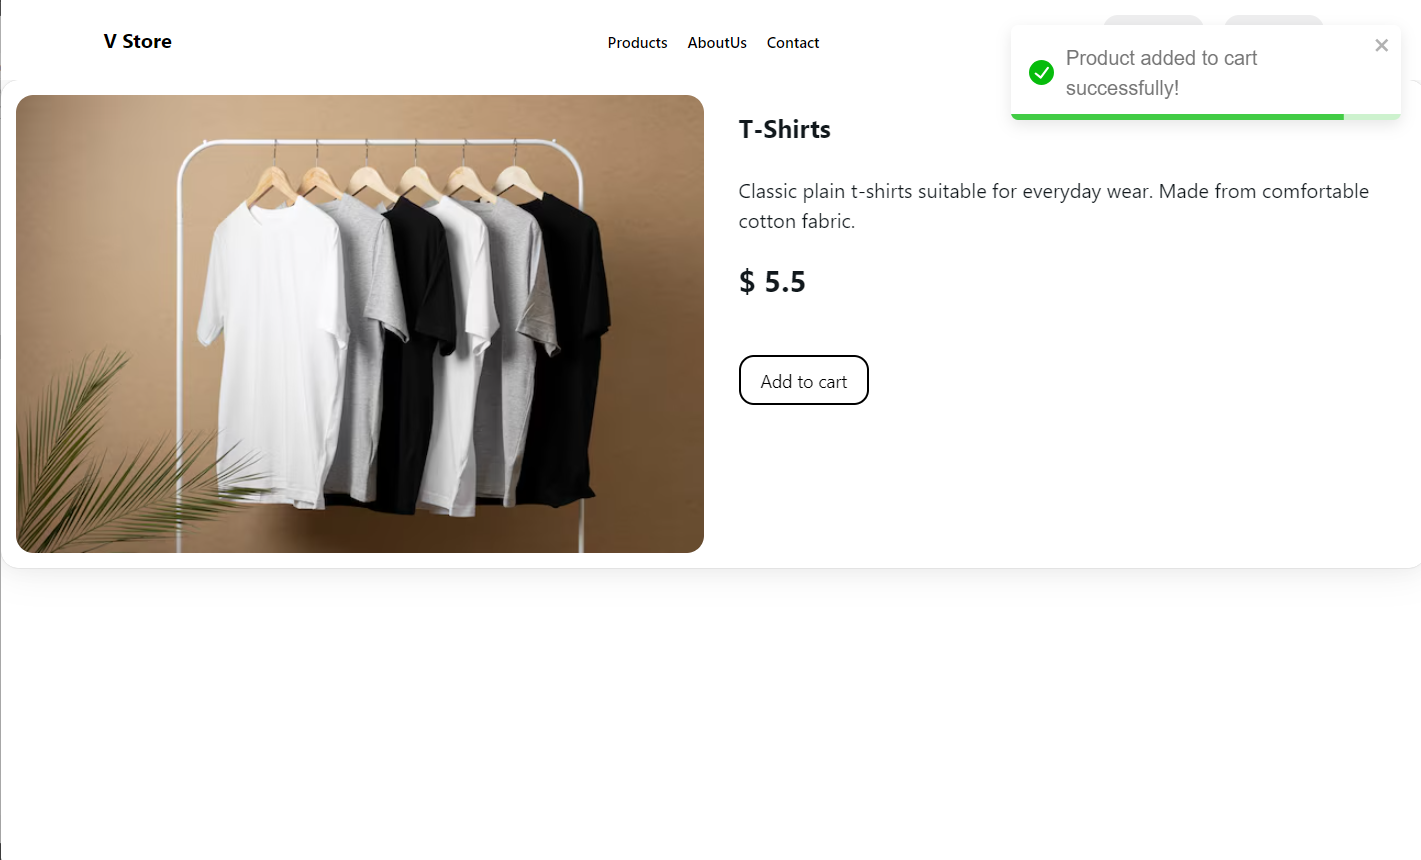 V Store
Products AboutUs Contact
Product added to cart
successfully!
T-Shirts
Classic plain t-shirts suitable for everyday wear. Made from comfortable
cotton fabric.
$ 5.5
Add to cart